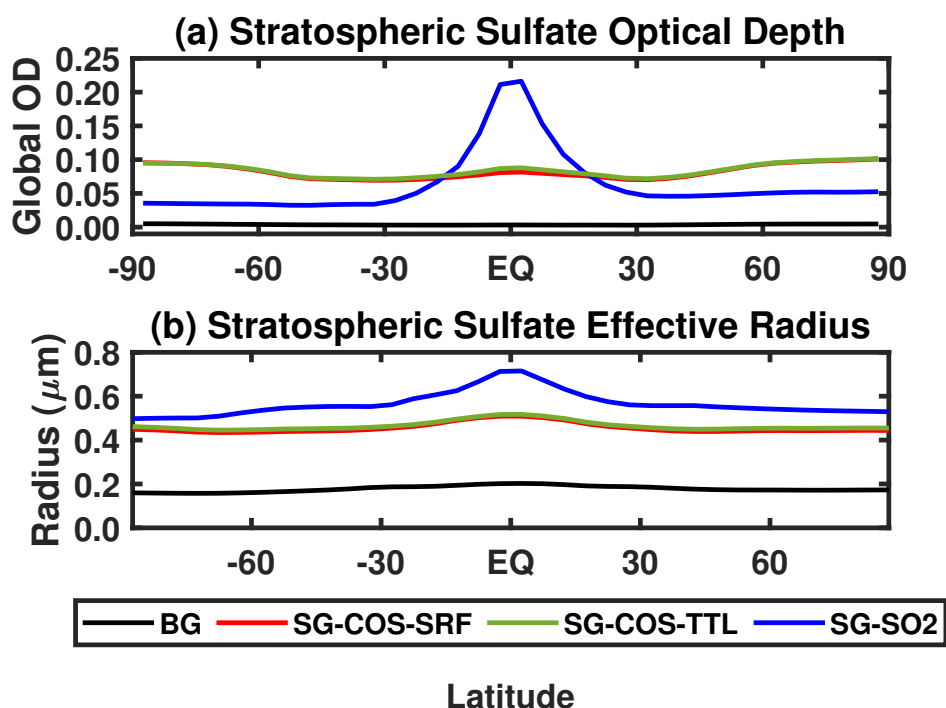 (a) Stratospheric Sulfate Optical Depth
Global OD
0.25
0.20
0.15
0.10
0.05
0.00
-90 -60 -30 EQ 30 60 90
(b) Stratospheric Sulfate Effective Radius
Radius (μm)
0.8
0.6
0.4
0.2
0.0
-60 -30 EQ 30 60
BG SG-COS-SRF SG-COS-TTL SG-SO2
Latitude